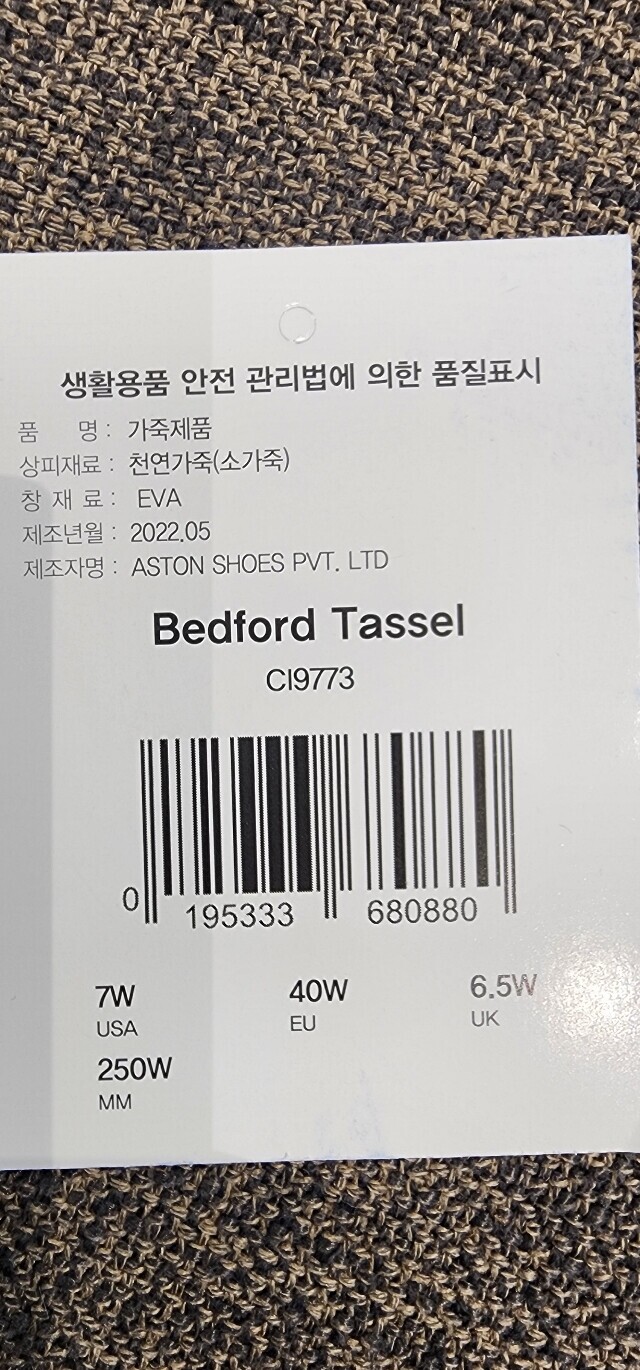 생활용품 안전 관리법에 의한 품질표시
품 명 : 가죽제품
상피재료 : 천연가죽(소가죽)
창 재 료 : EVA
제조년월 : 2022.05
제조자명 : ASTON SHOES PVT. LTD
Bedford Tassel
CI9773
0 195333 680880
7W 40W 6.5W
USA EU UK
250W
MM